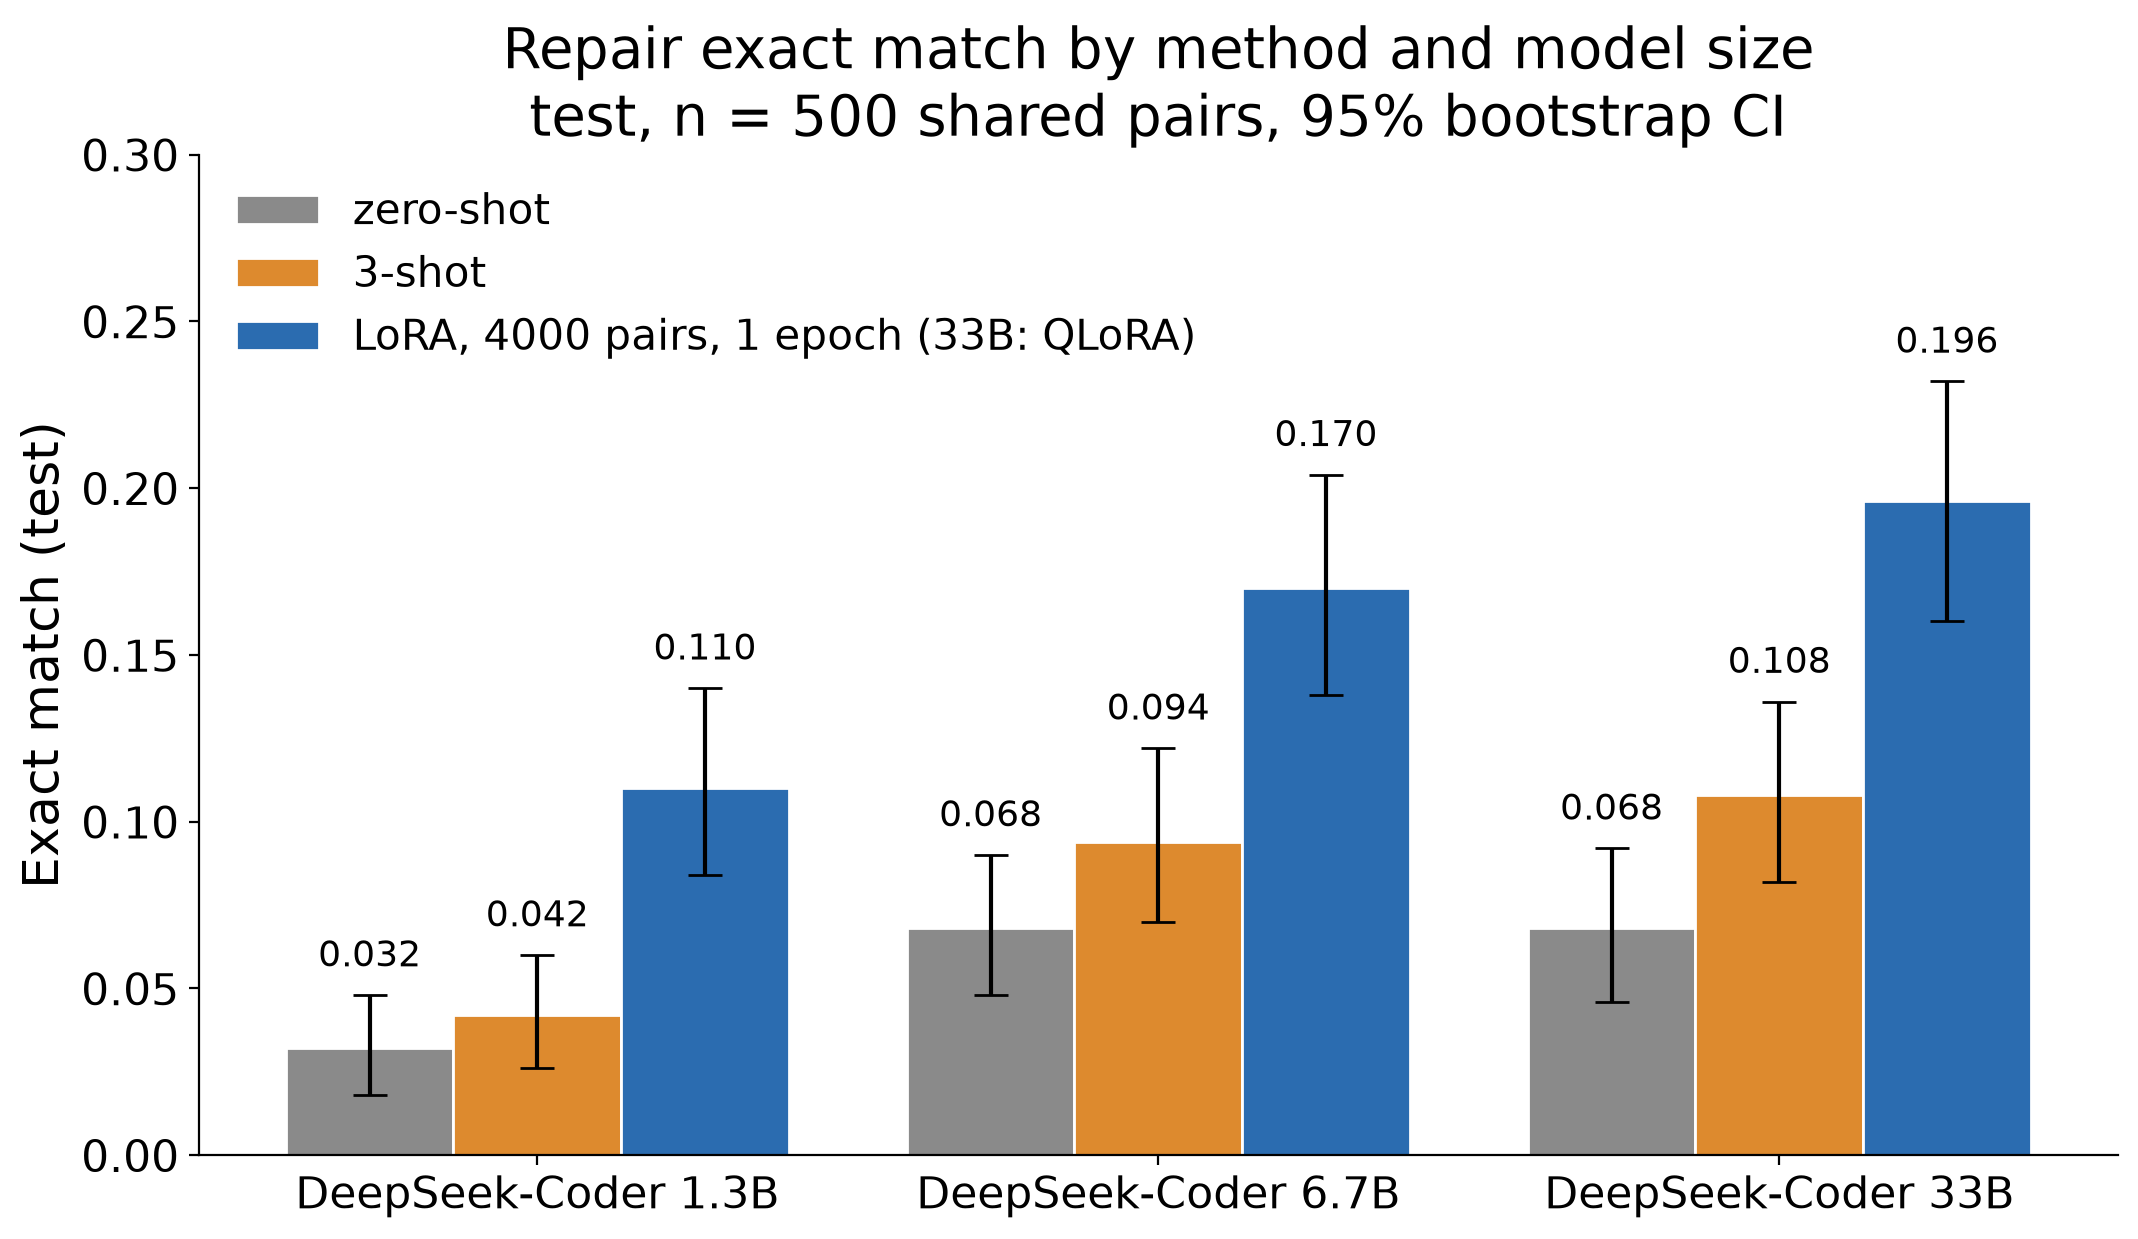 Repair exact match by method and model size
test, n = 500 shared pairs, 95% bootstrap CI
zero-shot
3-shot
LoRA, 4000 pairs, 1 epoch (33B: QLoRA)
Exact match (test)
0.30
0.25
0.20
0.15
0.10
0.05
0.00
0.032
0.042
0.110
0.068
0.094
0.170
0.068
0.108
0.196
DeepSeek-Coder 1.3B
DeepSeek-Coder 6.7B
DeepSeek-Coder 33B